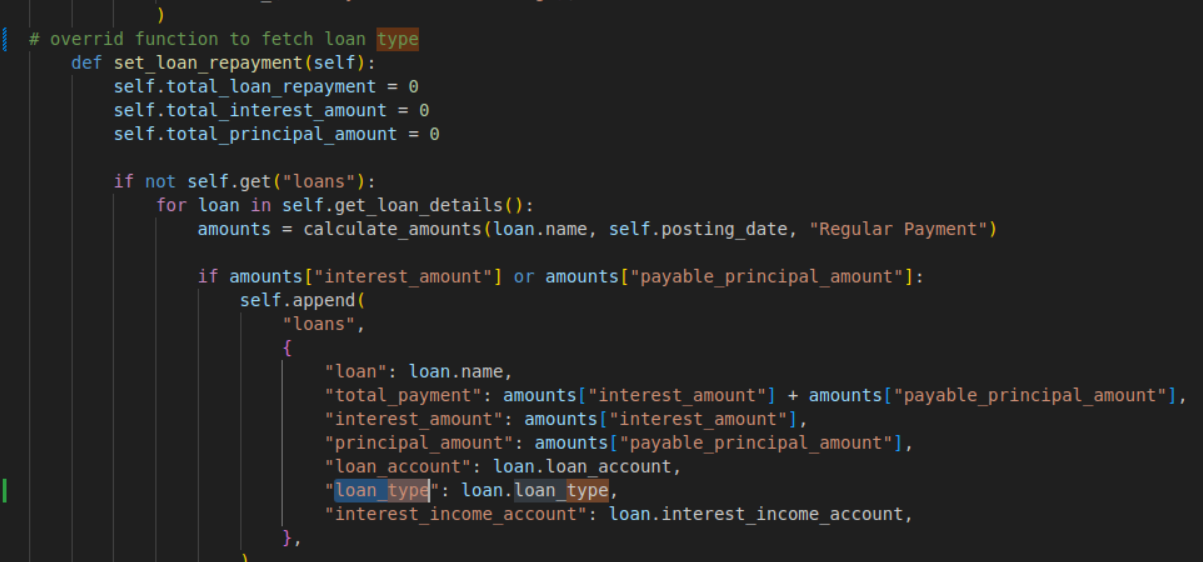 )
# overrid function to fetch loan type
def set_loan_repayment(self):
self.total_loan_repayment = 0
self.total_interest_amount = 0
self.total_principal_amount = 0
if not self.get("loans"):
for loan in self.get_loan_details():
amounts = calculate_amounts(loan.name, self.posting_date, "Regular Payment")
if amounts["interest_amount"] or amounts["payable_principal_amount"]:
self.append(
"loans",
{
"loan": loan.name,
"total_payment": amounts["interest_amount"] + amounts["payable_principal_amount"],
"interest_amount": amounts["interest_amount"],
"principal_amount": amounts["payable_principal_amount"],
"loan_account": loan.loan_account,
"loan_type": loan.loan_type,
"interest_income_account": loan.interest_income_account,
},
)